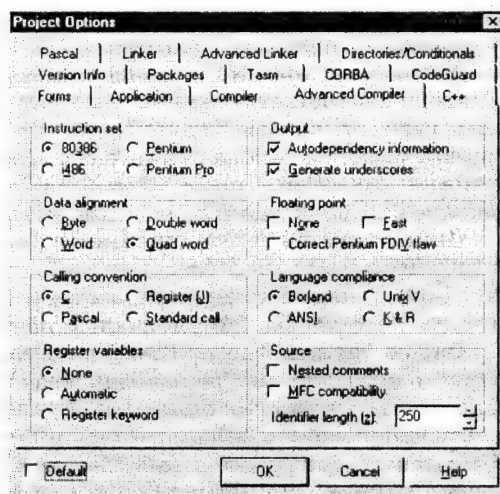 Project Options
Pascal Linker Advanced Linker Directories/Conditionals
Version Info Packages Tasm CORBA CodeGuard
Forms Application Compiler Advanced Compiler C++
Instruction set
80386 Pentium
i486 Pentium Pro
Output
Autodependency information
Generate underscores
Data alignment
Byte Double word
Word Quad word
Floating point
None Fast
Correct Pentium FDIV flaw
Calling convention
C Register (J)
Pascal Standard call
Language compliance
Borland Unix V
ANSI K & R
Register variables
None
Automatic
Register keyword
Source
Nested comments
MFC compatibility
Identifier length (z): 250
Default OK Cancel Help